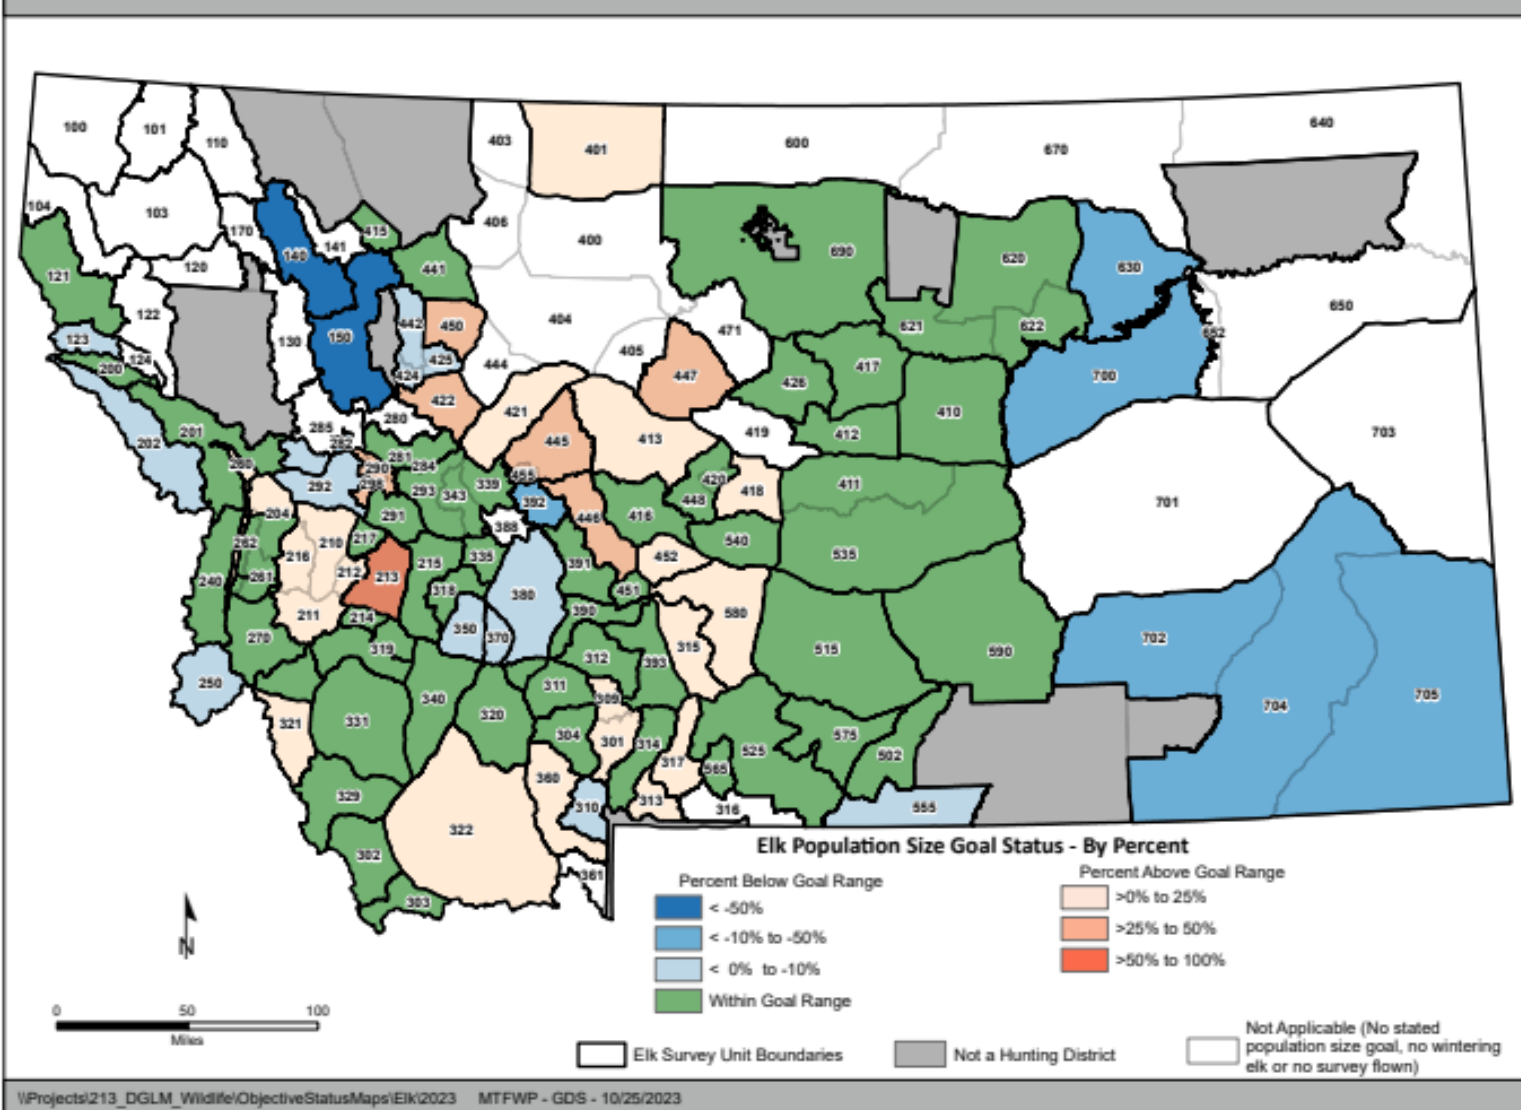 100 101 110 403 401 600 670 640
104 103 170 141 415 406 400 690 620 630
121 120 140 441 650
122 130 150 442 450 404 471 621 622 652
123 124 200 424 425 444 405 447 426 417 700
202 201 285 282 280 422 421 445 413 419 412 410 703
260 292 290 298 281 284 293 343 339 455 392 446 416 448 420 418 411 701
204 262 216 210 217 291 388 391 452 540 535
240 261 211 212 213 214 215 318 335 380 390 451 580
270 319 350 370 312 393 315 515 590 702
250 321 331 340 320 311 309 304 301 314 317 565 525 575 502 704 705
329 322 360 310 313 316 555
302 303 361
Elk Population Size Goal Status - By Percent
Percent Below Goal Range
< -50%
< -10% to -50%
< 0% to -10%
Within Goal Range
Percent Above Goal Range
>0% to 25%
>25% to 50%
>50% to 100%
N
0 50 100
Miles
Elk Survey Unit Boundaries
Not a Hunting District
Not Applicable (No stated
population size goal, no wintering
elk or no survey flown)
\\Projects\213_DGLM_Wildlife\ObjectiveStatusMaps\Elk\2023 MTFWP - GDS - 10/25/2023